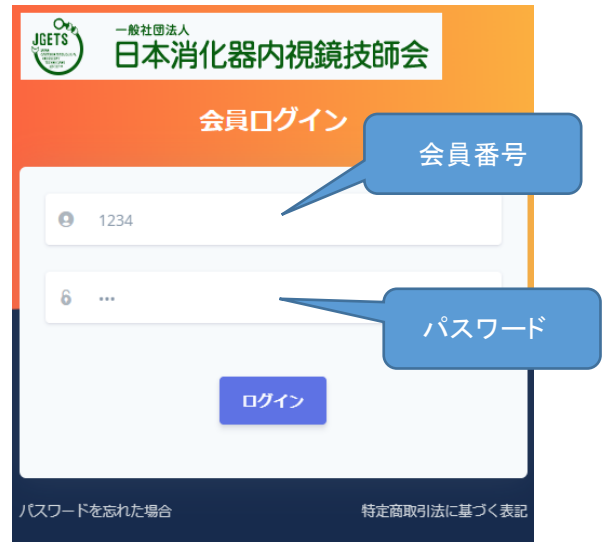 JGETS
一般社団法人
日本消化器内視鏡技師会
会員ログイン
会員番号
1234
•••
パスワード
ログイン
パスワードを忘れた場合
特定商取引法に基づく表記